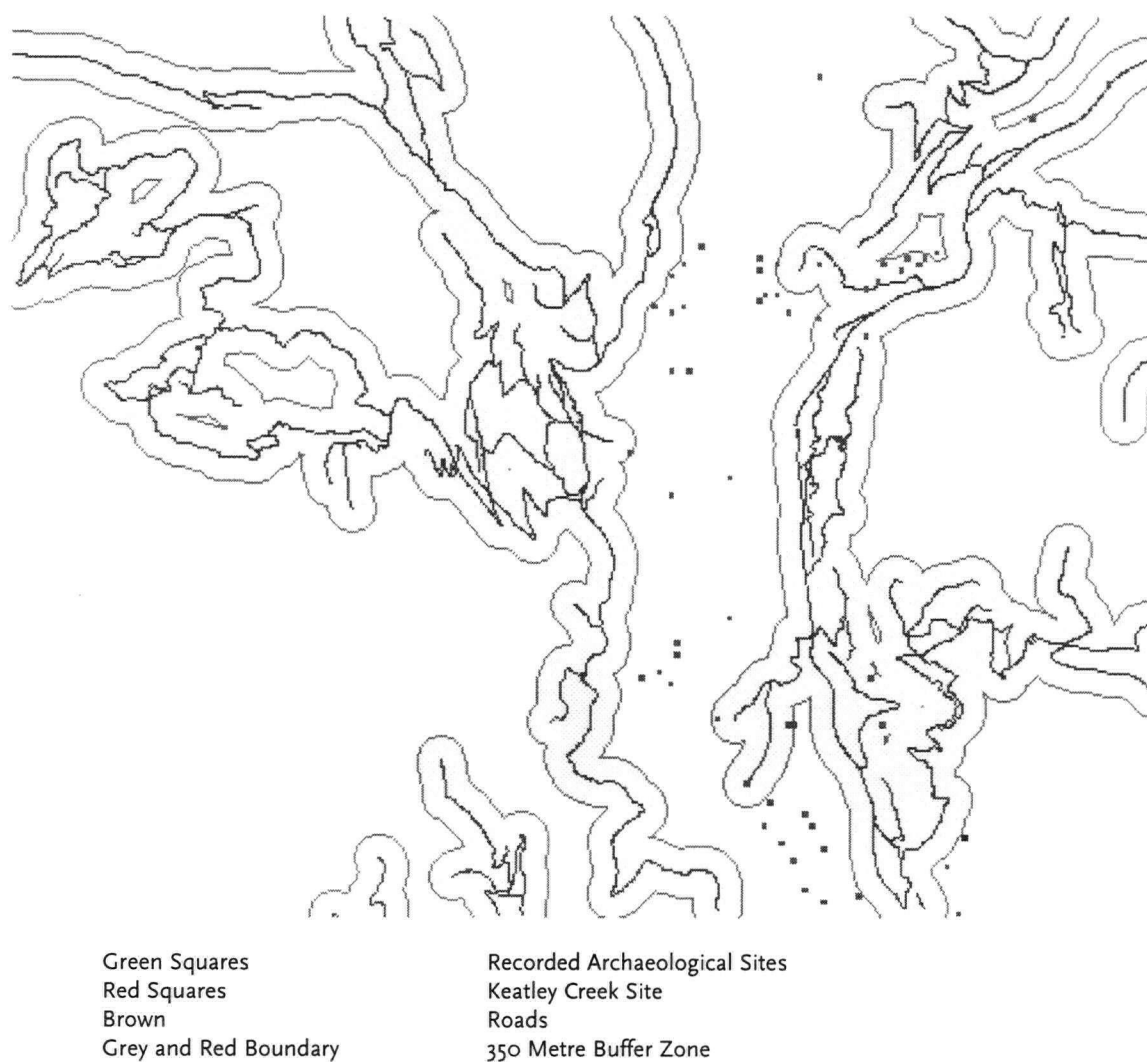 Green Squares Recorded Archaeological Sites
Red Squares Keatley Creek Site
Brown Roads
Grey and Red Boundary 350 Metre Buffer Zone